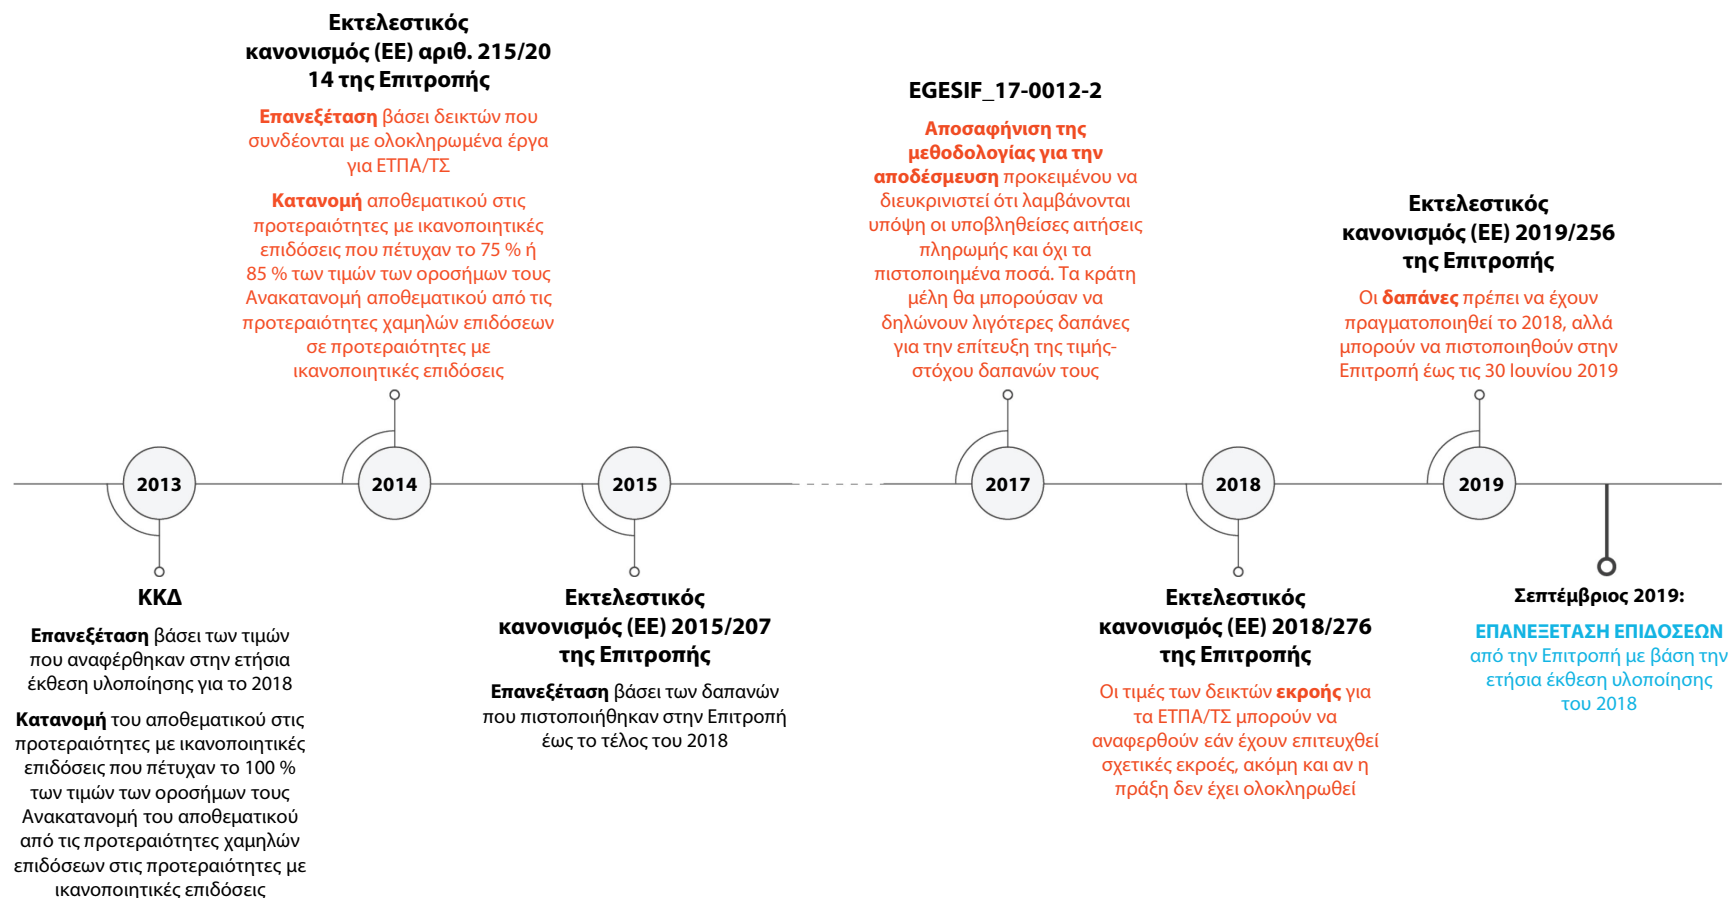 Εκτελεστικός
κανονισμός (ΕΕ) αριθ. 215/20
14 της Επιτροπής
Επανεξέταση βάσει δεικτών που
συνδέονται με ολοκληρωμένα έργα
για ΕΤΠΑ/ΤΣ
Κατανομή αποθεματικού στις
προτεραιότητες με ικανοποιητικές
επιδόσεις που πέτυχαν το 75 % ή
85 % των τιμών των οροσήμων τους
Ανακατανομή αποθεματικού από τις
προτεραιότητες χαμηλών επιδόσεων
σε προτεραιότητες με
ικανοποιητικές επιδόσεις
EGESIF_17-0012-2
Αποσαφήνιση της
μεθοδολογίας για την
αποδέσμευση προκειμένου να
διευκρινιστεί ότι λαμβάνονται
υπόψη οι υποβληθείσες αιτήσεις
πληρωμής και όχι τα
πιστοποιημένα ποσά. Τα κράτη
μέλη θα μπορούσαν να
δηλώνουν λιγότερες δαπάνες
για την επίτευξη της τιμής-
στόχου δαπανών τους
Εκτελεστικός
κανονισμός (ΕΕ) 2019/256
της Επιτροπής
Οι δαπάνες πρέπει να έχουν
πραγματοποιηθεί το 2018, αλλά
μπορούν να πιστοποιηθούν στην
Επιτροπή έως τις 30 Ιουνίου 2019
2013
2014
2015
2017
2018
2019
ΚΚΔ
Επανεξέταση βάσει των τιμών
που αναφέρθηκαν στην ετήσια
έκθεση υλοποίησης για το 2018
Κατανομή του αποθεματικού στις
προτεραιότητες με ικανοποιητικές
επιδόσεις που πέτυχαν το 100 %
των τιμών των οροσήμων τους
Ανακατανομή του αποθεματικού
από τις προτεραιότητες χαμηλών
επιδόσεων στις προτεραιότητες με
ικανοποιητικές επιδόσεις
Εκτελεστικός
κανονισμός (ΕΕ) 2015/207
της Επιτροπής
Επανεξέταση βάσει των δαπανών
που πιστοποιήθηκαν στην Επιτροπή
έως το τέλος του 2018
Εκτελεστικός
κανονισμός (ΕΕ) 2018/276
της Επιτροπής
Οι τιμές των δεικτών εκροής για
τα ΕΤΠΑ/ΤΣ μπορούν να
αναφερθούν εάν έχουν επιτευχθεί
σχετικές εκροές, ακόμη και αν η
πράξη δεν έχει ολοκληρωθεί
Σεπτέμβριος 2019:
ΕΠΑΝΕΞΕΤΑΣΗ ΕΠΙΔΟΣΕΩΝ
από την Επιτροπή με βάση την
ετήσια έκθεση υλοποίησης
του 2018